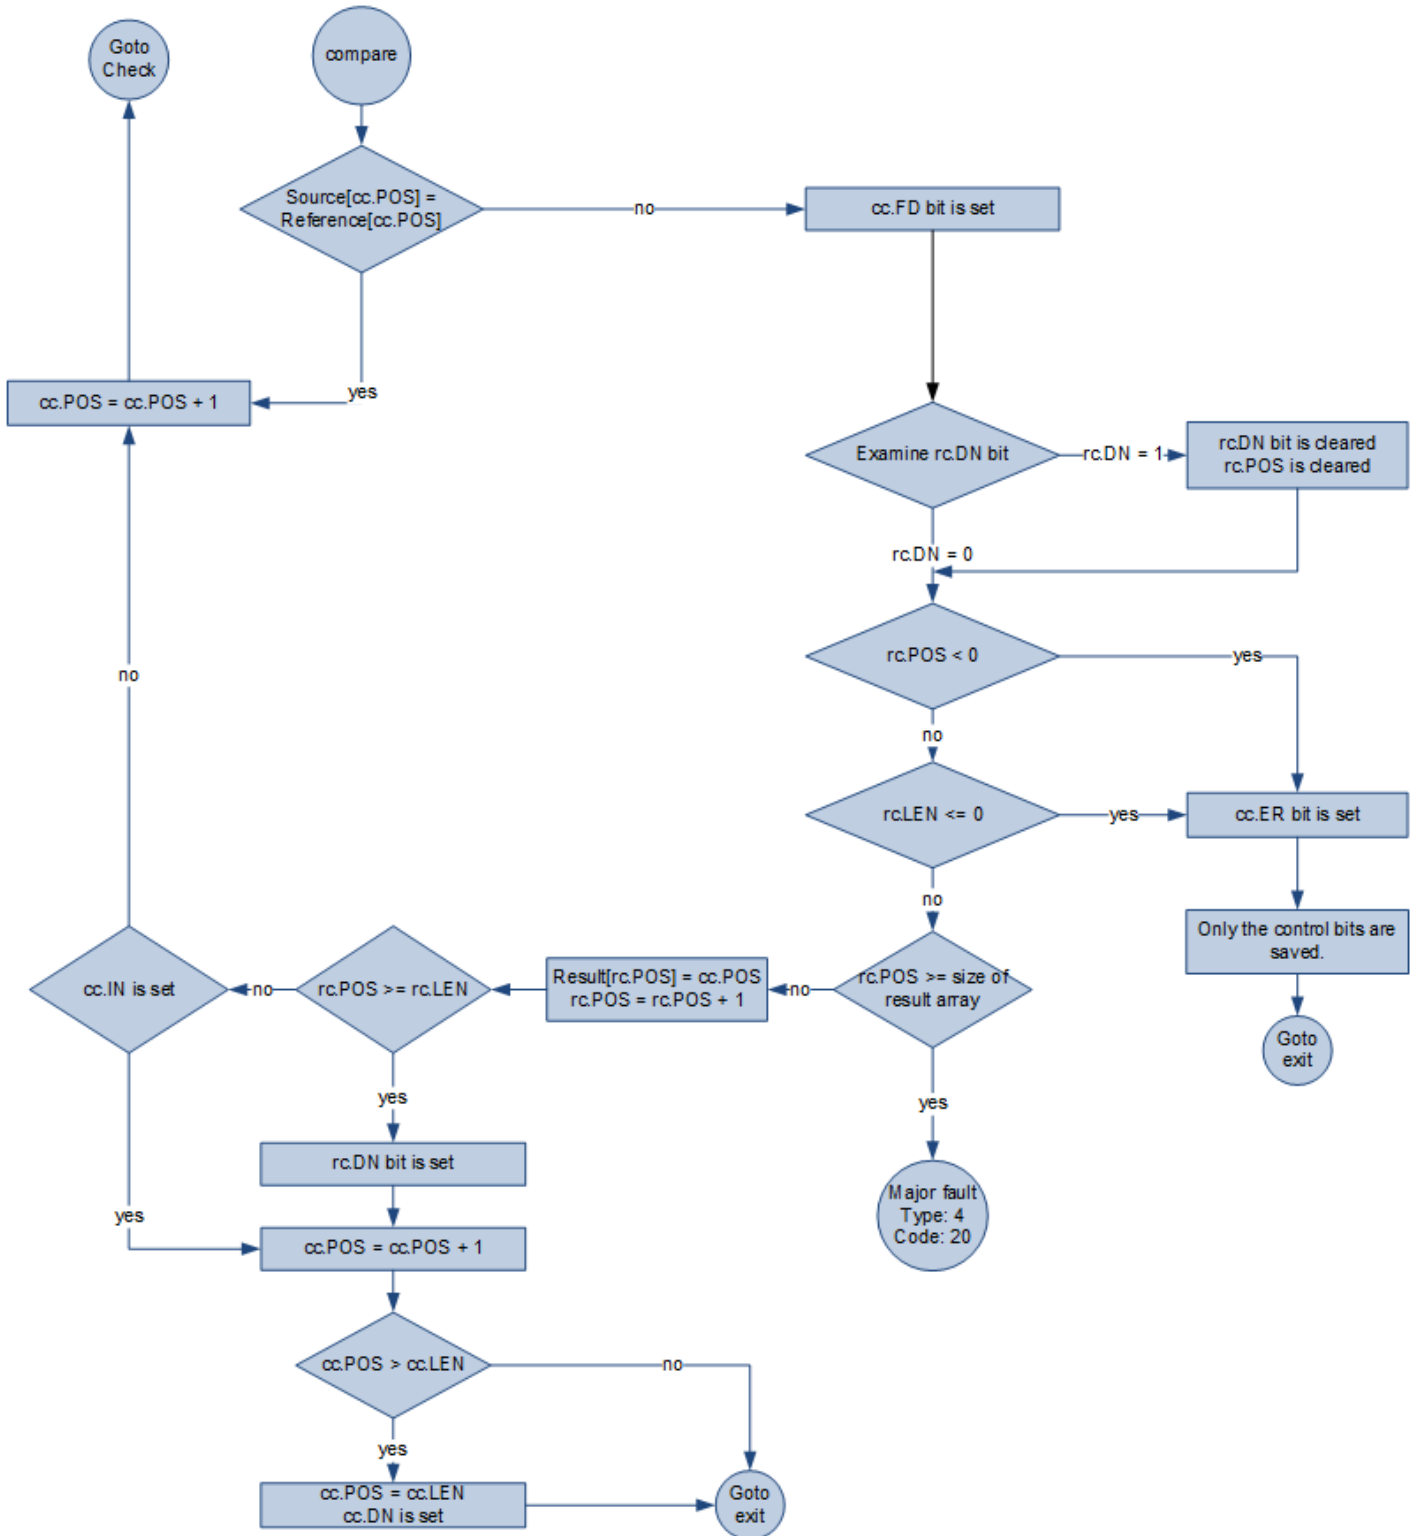 Goto
Check
compare
Source[cc.POS] =
Reference[cc.POS]
no
cc.FD bit is set
yes
cc.POS = cc.POS + 1
Examine rc.DN bit
rc.DN = 1
rc.DN bit is cleared
rc.POS is cleared
rc.DN = 0
rc.POS < 0
yes
no
no
rc.LEN <= 0
yes
cc.ER bit is set
no
Only the control bits are
saved.
cc.IN is set
no
rc.POS >= rc.LEN
Result[rc.POS] = cc.POS
rc.POS = rc.POS + 1
no
rc.POS >= size of
result array
Goto
exit
yes
yes
rc.DN bit is set
Major fault
Type: 4
Code: 20
yes
cc.POS = cc.POS + 1
cc.POS > cc.LEN
no
yes
cc.POS = cc.LEN
cc.DN is set
Goto
exit